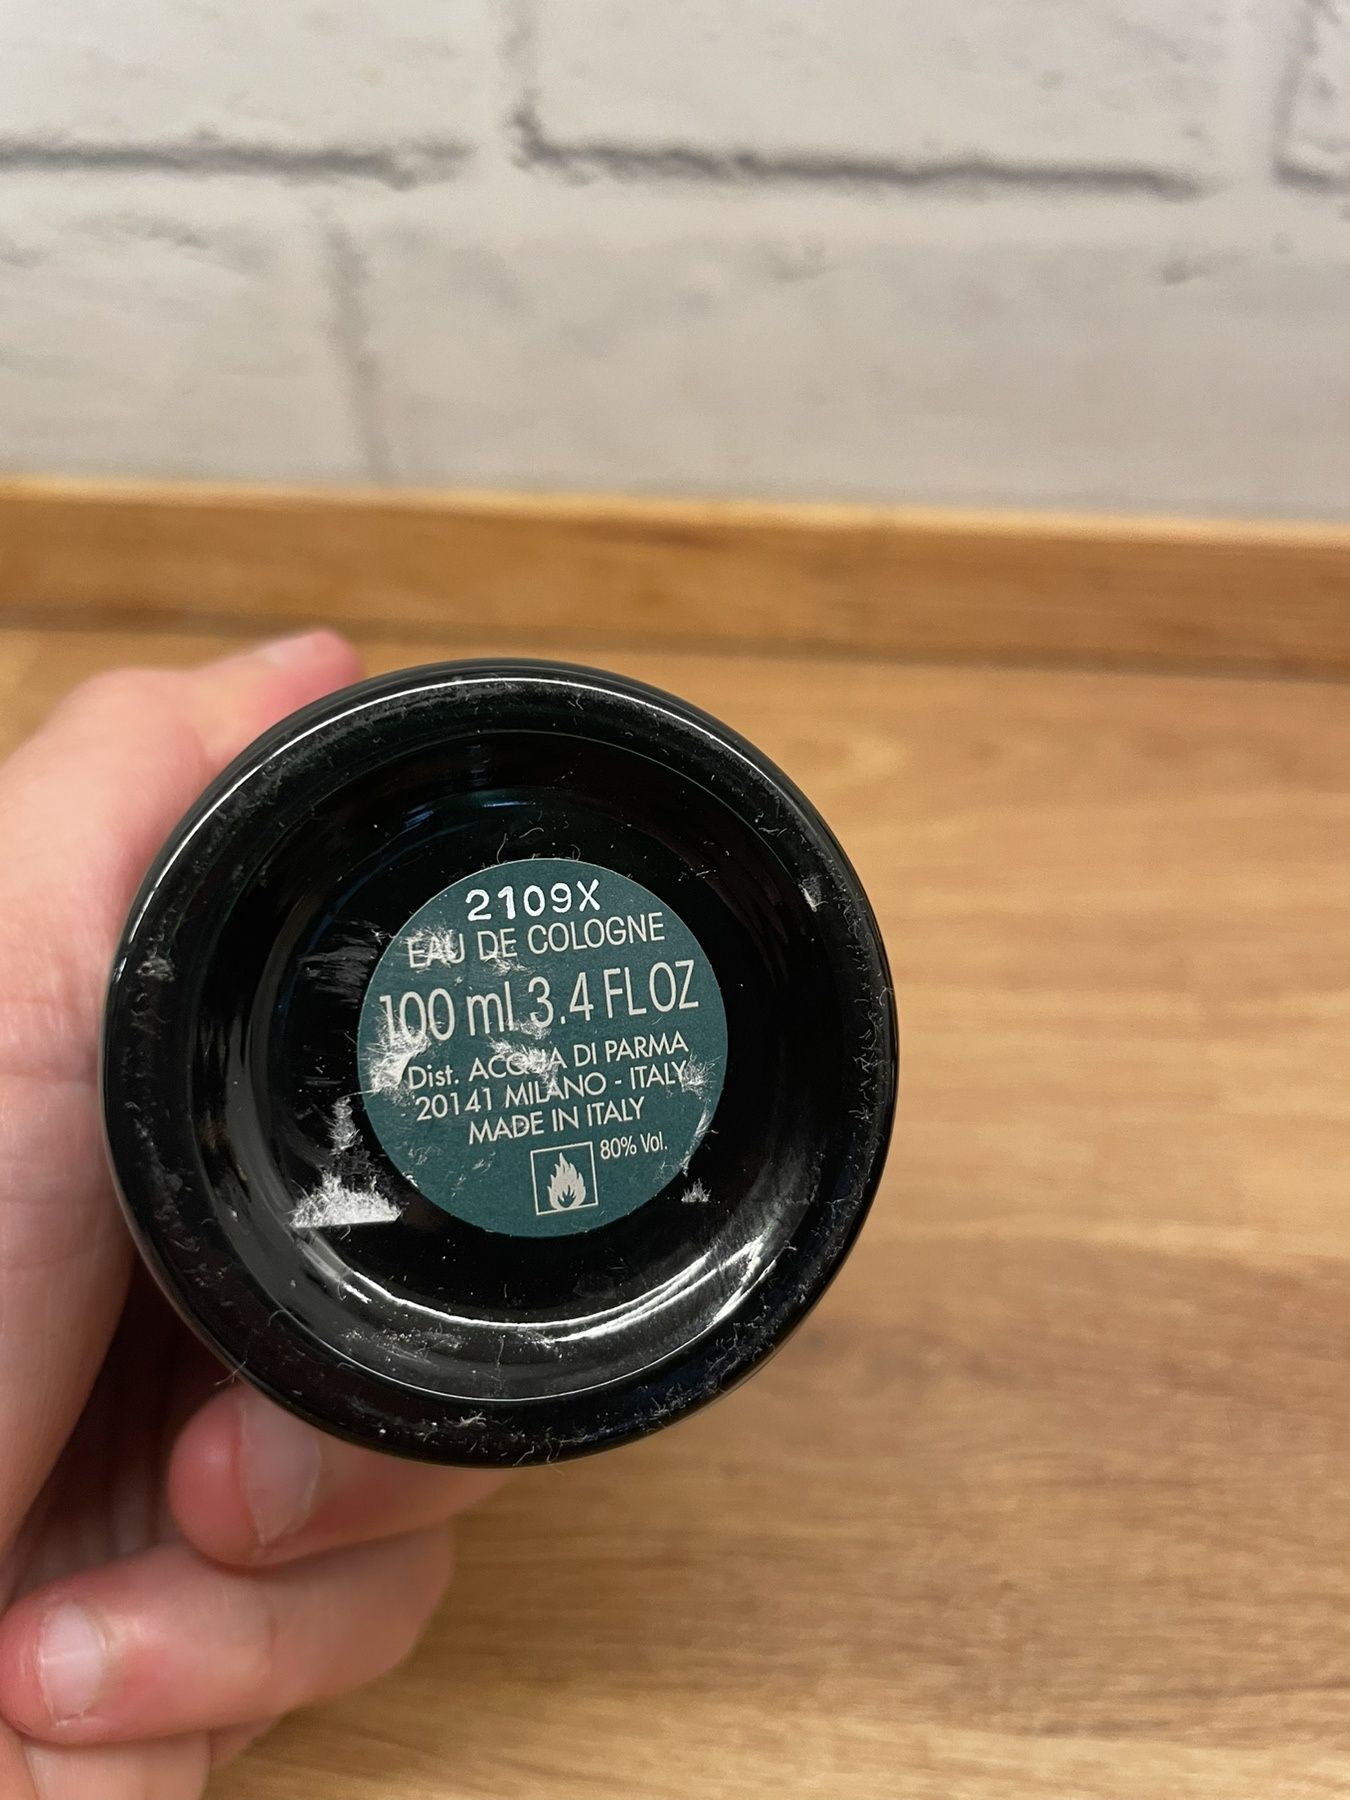 2109X
EAU DE COLOGNE
100 ml 3.4 FL OZ
Dist. ACQUA DI PARMA
20141 MILANO - ITALY
MADE IN ITALY
80% Vol.